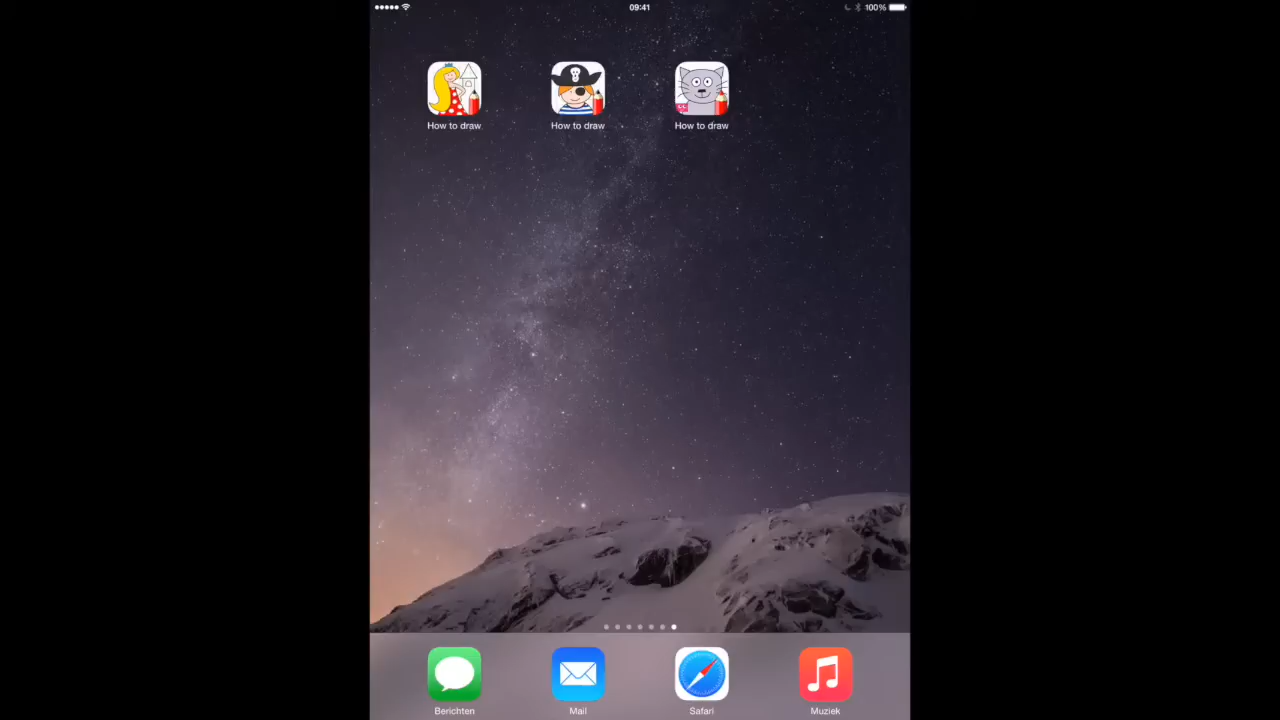 09:41
100%
How to draw
How to draw
How to draw
Berichten
Mail
Safari
Muziek